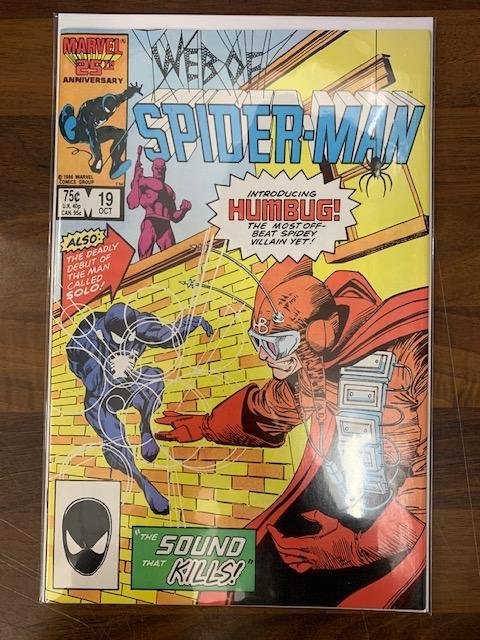 MARVEL
25TH
ANNIVERSARY
© 1986 MARVEL
COMICS GROUP
75¢
U.K. 40p
CAN. 95¢
M
19
OCT
WEB OF
SPIDER-MAN
TM
INTRODUCING
HUMBUG!
THE MOST OFF-
BEAT SPIDEY
VILLAIN YET!
ALSO:
THE DEADLY
DEBUT OF
THE MAN
CALLED
SOLO!
HB
"THE
SOUND
THAT
KILLS!"